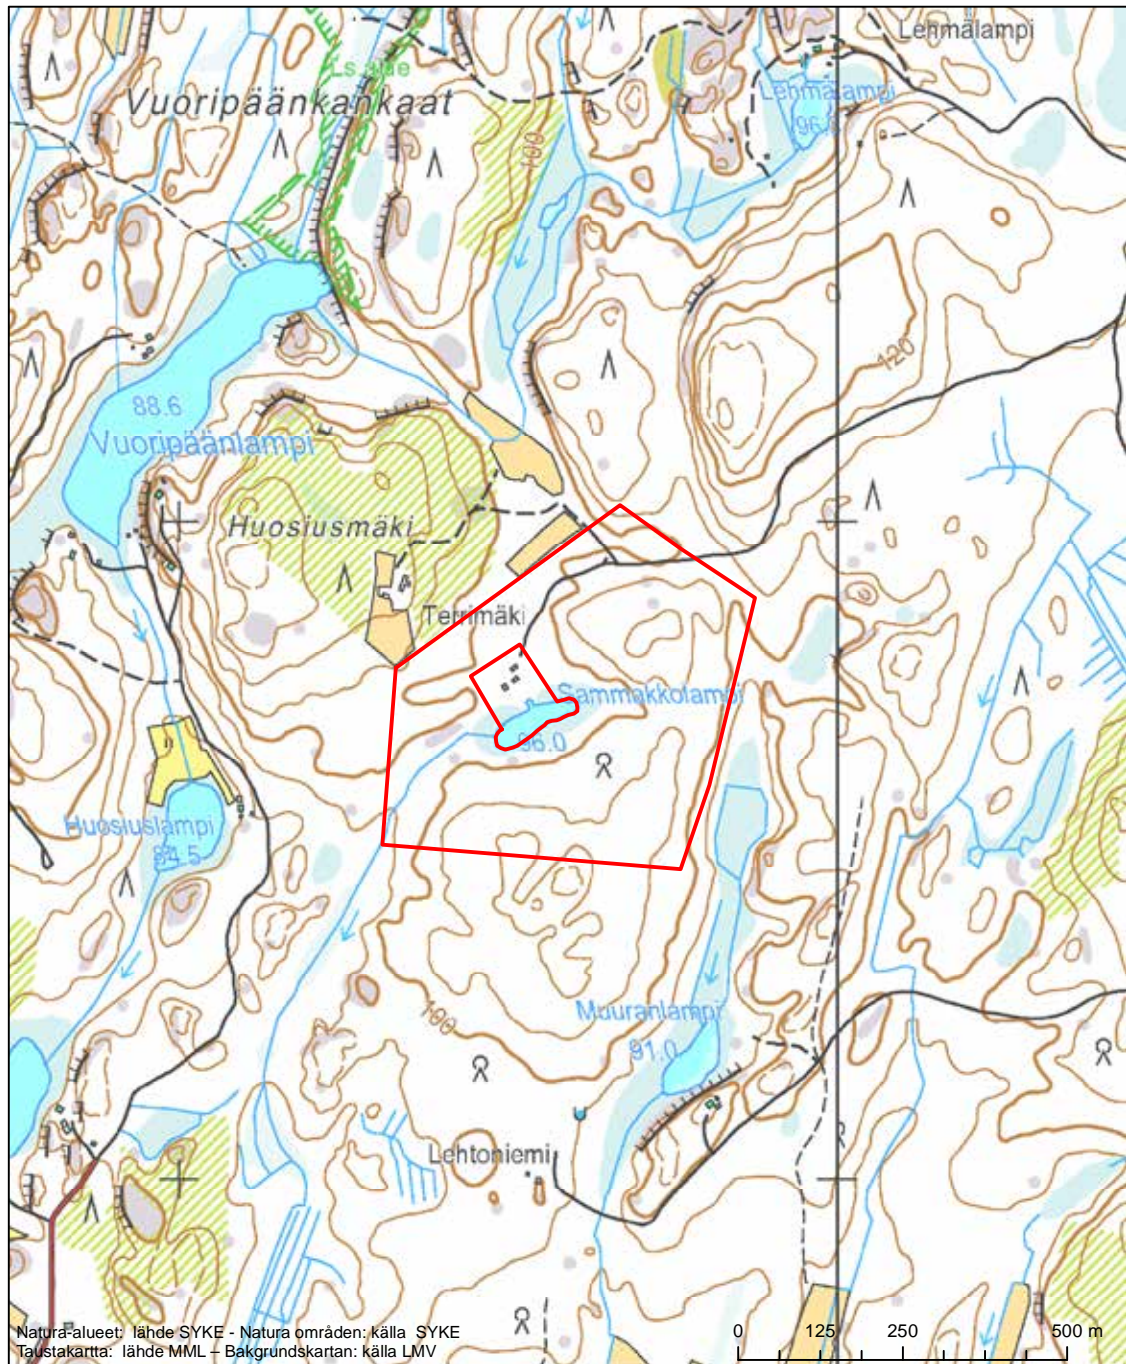 Lehmälampi
Ls.alue
Vuoripäänkankaat
Lehmälampi
96.
100
120
88.6
Vuoripäänlampi
Huosiusmäki
Terrimäki
Sammakkolampi
96.0
Huosiuslampi
84.5
100
Muuranlampi
91.0
Lehtoniemi
Natura-alueet: lähde SYKE - Natura områden: källa SYKE
Taustakartta: lähde MML – Bakgrundskartan: källa LMV
0 125 250 500 m